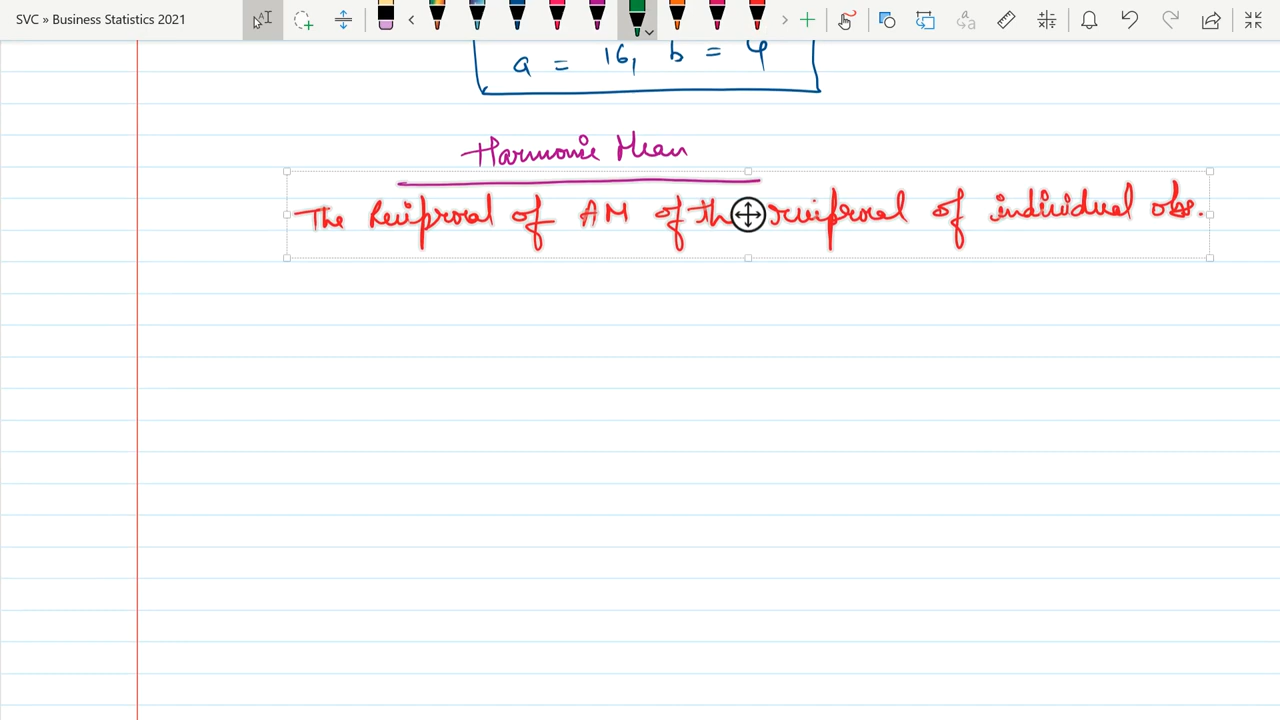 SVC » Business Statistics 2021
a = 16, b = 4
Harmonic Mean
The Reciprocal of AM of the reciprocal of individual obs.